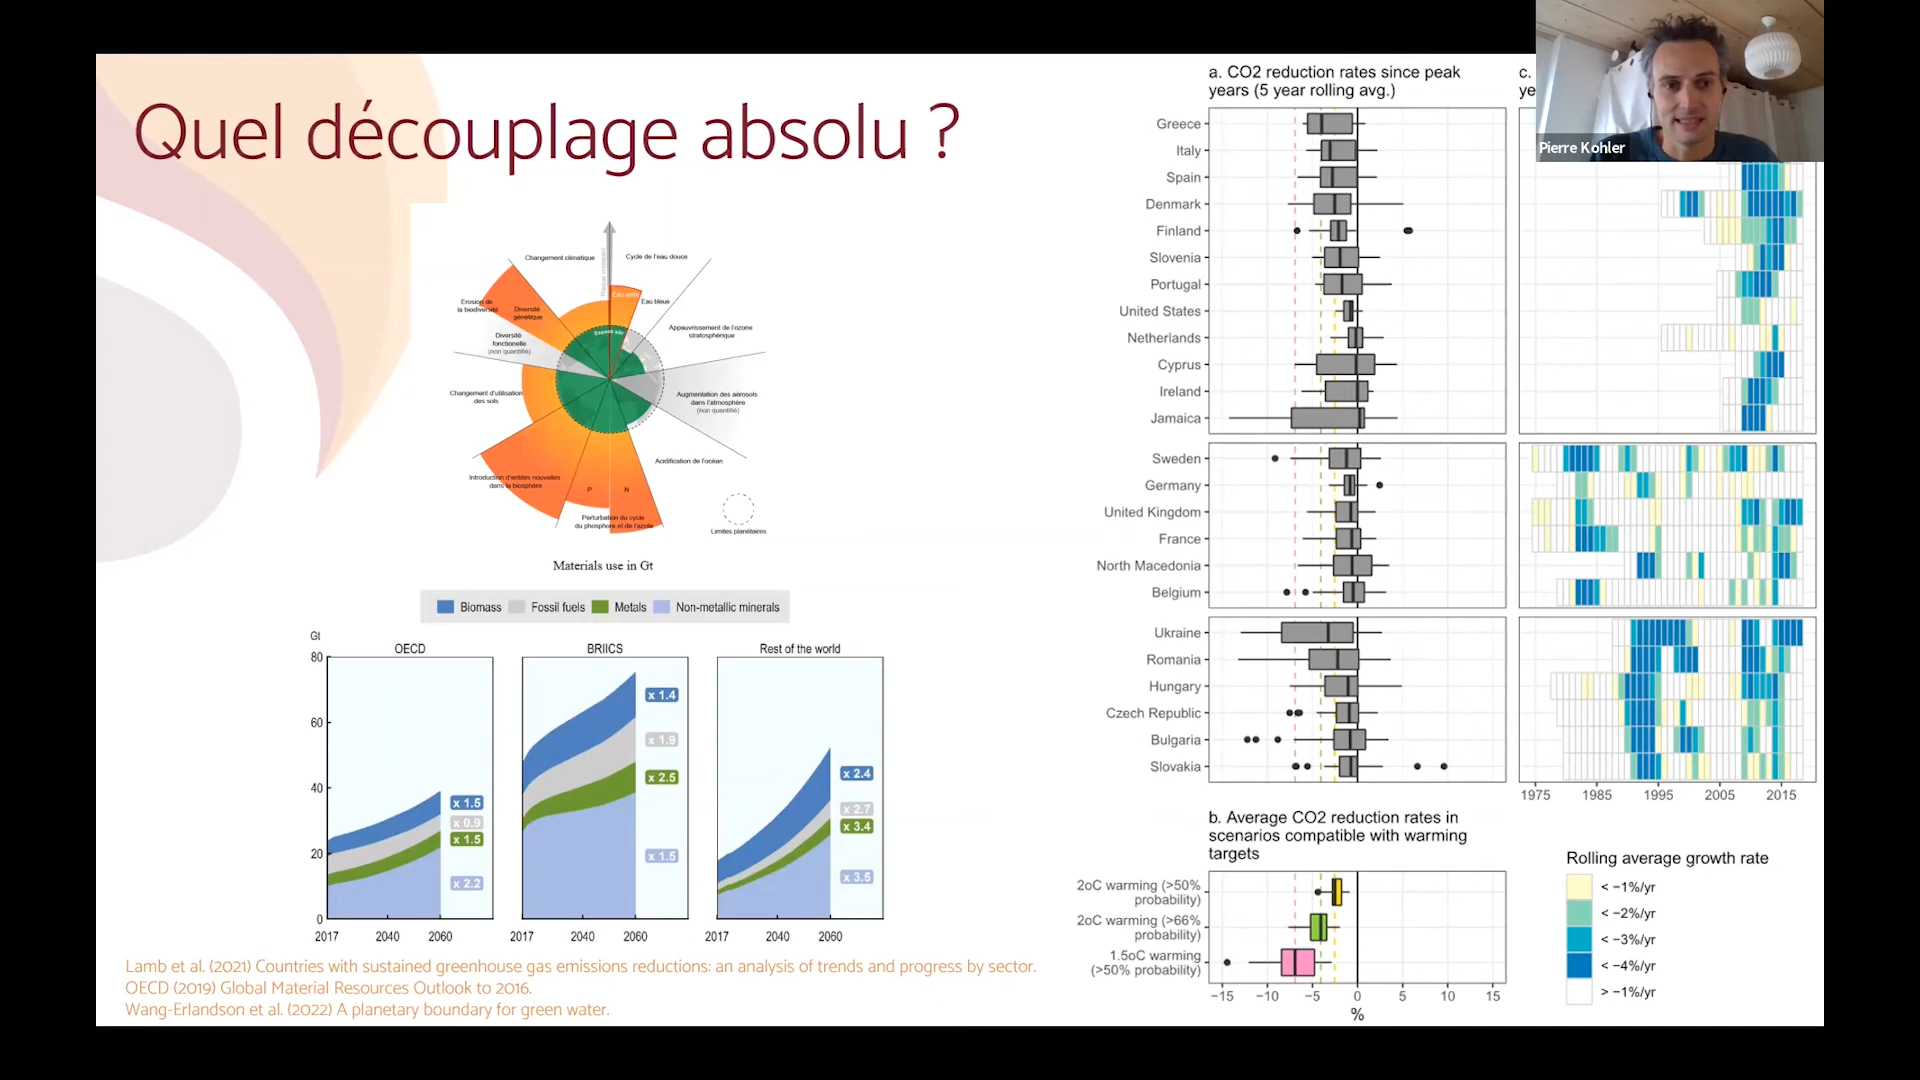 Quel découplage absolu ?
Changement climatique
Cycle de l'eau douce
Eau verte
Eau bleue
Erosion de
la biodiversité
Diversité
génétique
Diversité
fonctionelle
(non quantifié)
Espace sûr
Appauvrissement de l'ozone
stratosphérique
Changement d'utilisation
des sols
Augmentation des aérosols
dans l'atmosphère
(non quantifié)
Acidification de l'océan
Introduction d'entités nouvelles
dans la biosphère
P
N
Perturbation du cycle
du phosphore et de l'azote
Limites planétaires
Materials use in Gt
Biomass
Fossil fuels
Metals
Non-metallic minerals
Gt
OECD
BRIICS
Rest of the world
80
60
40
20
0
x 1.5
x 0.9
x 1.5
x 2.2
x 1.4
x 1.9
x 2.5
x 1.5
x 2.4
x 2.7
x 3.4
x 3.5
2017 2040 2060
2017 2040 2060
2017 2040 2060
Lamb et al. (2021) Countries with sustained greenhouse gas emissions reductions: an analysis of trends and progress by sector.
OECD (2019) Global Material Resources Outlook to 2016.
Wang-Erlandson et al. (2022) A planetary boundary for green water.
a. CO2 reduction rates since peak
years (5 year rolling avg.)
c.
ye
Pierre Kohler
Greece
Italy
Spain
Denmark
Finland
Slovenia
Portugal
United States
Netherlands
Cyprus
Ireland
Jamaica
Sweden
Germany
United Kingdom
France
North Macedonia
Belgium
Ukraine
Romania
Hungary
Czech Republic
Bulgaria
Slovakia
1975 1985 1995 2005 2015
b. Average CO2 reduction rates in
scenarios compatible with warming
targets
2oC warming (>50%
probability)
2oC warming (>66%
probability)
1.5oC warming
(>50% probability)
−15 −10 −5 0 5 10 15
%
Rolling average growth rate
< −1%/yr
< −2%/yr
< −3%/yr
< −4%/yr
> −1%/yr